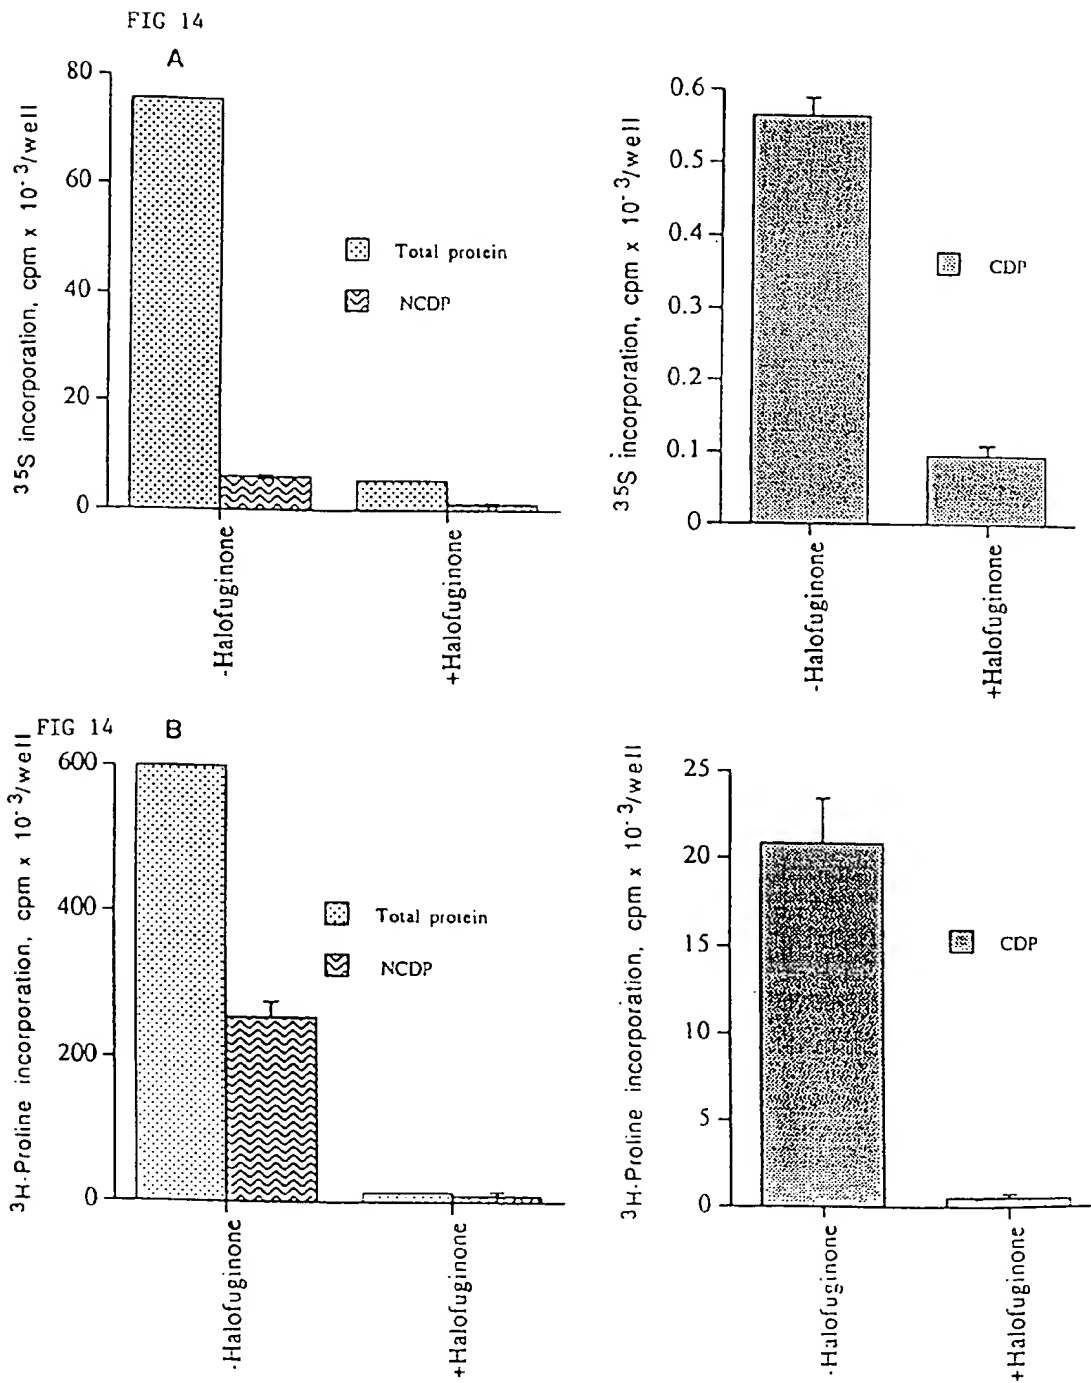 FIG 14
A
³⁵S incorporation, cpm x 10⁻³/well
80
60
40
20
0
Total protein
NCDP
-Halofuginone
+Halofuginone
³⁵S incorporation, cpm x 10⁻³/well
0.6
0.5
0.4
0.3
0.2
0.1
0
CDP
-Halofuginone
+Halofuginone
FIG 14
B
³H-Proline incorporation, cpm x 10⁻³/well
600
400
200
0
Total protein
NCDP
-Halofuginone
+Halofuginone
³H-Proline incorporation, cpm x 10⁻³/well
25
20
15
10
5
0
CDP
-Halofuginone
+Halofuginone